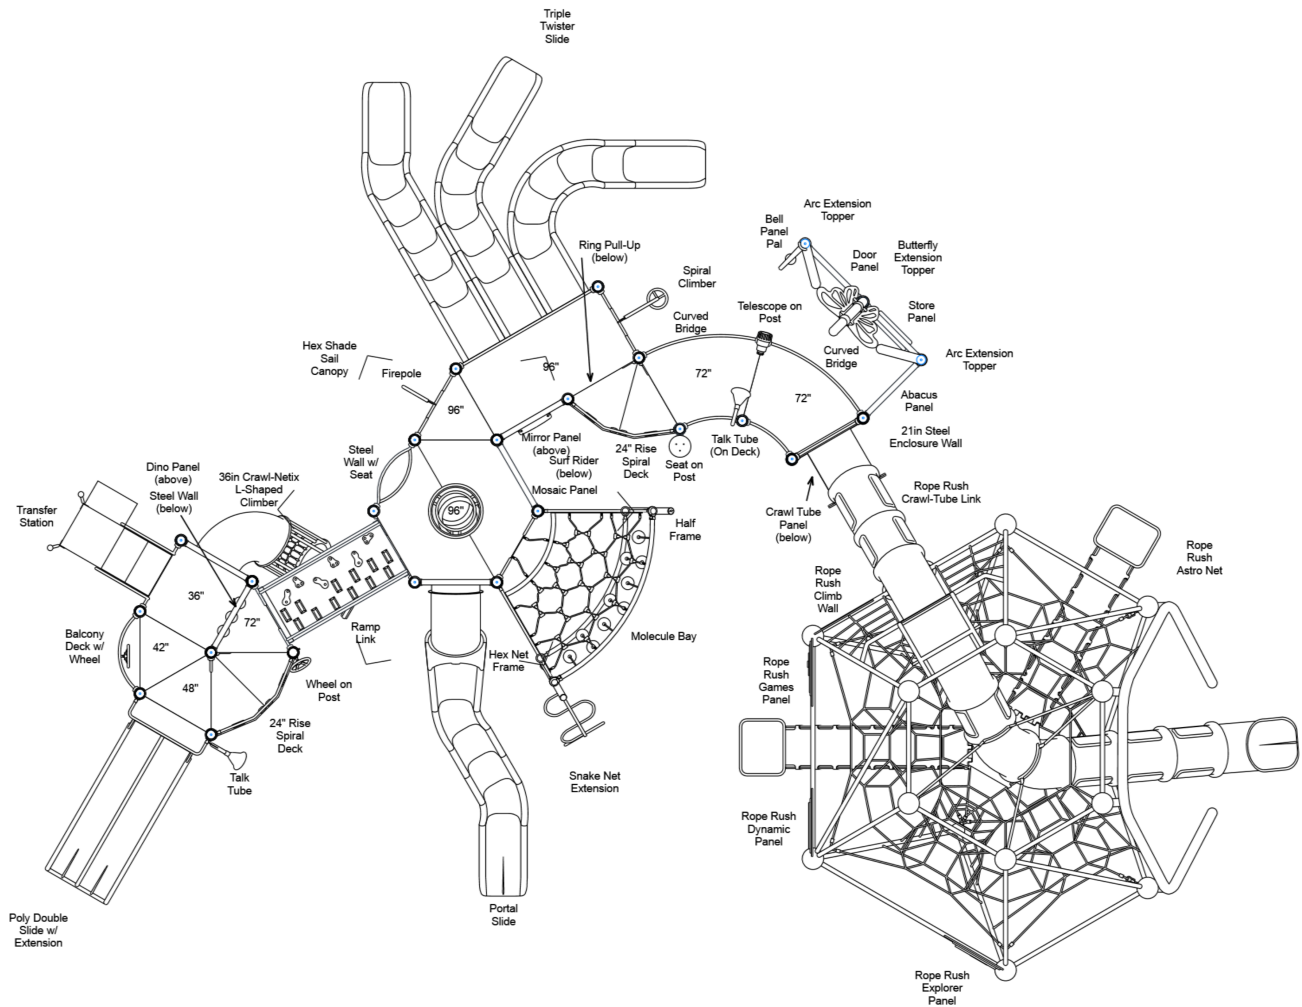 Triple
Twister
Slide
Ring Pull-Up
(below)
Spiral
Climber
Bell
Panel
Pal
Arc Extension
Topper
Door
Panel
Butterfly
Extension
Topper
Store
Panel
Telescope on
Post
Curved
Bridge
Curved
Bridge
Arc Extension
Topper
Abacus
Panel
21in Steel
Enclosure Wall
Hex Shade
Sail
Canopy
Firepole
96"
96"
72"
72"
Mirror Panel
(above)
Surf Rider
(below)
Mosaic Panel
24" Rise
Spiral
Deck
Seat on
Post
Talk Tube
(On Deck)
Steel
Wall w/
Seat
96"
Dino Panel
(above)
Steel Wall
(below)
36in Crawl-Netix
L-Shaped
Climber
Transfer
Station
Half
Frame
Crawl Tube
Panel
(below)
Rope Rush
Crawl-Tube Link
Rope
Rush
Astro Net
Rope
Rush
Climb
Wall
36"
72"
42"
48"
Balcony
Deck w/
Wheel
Ramp
Link
Hex Net
Frame
Molecule Bay
Wheel on
Post
24" Rise
Spiral
Deck
Talk
Tube
Snake Net
Extension
Rope
Rush
Games
Panel
Rope Rush
Dynamic
Panel
Poly Double
Slide w/
Extension
Portal
Slide
Rope Rush
Explorer
Panel